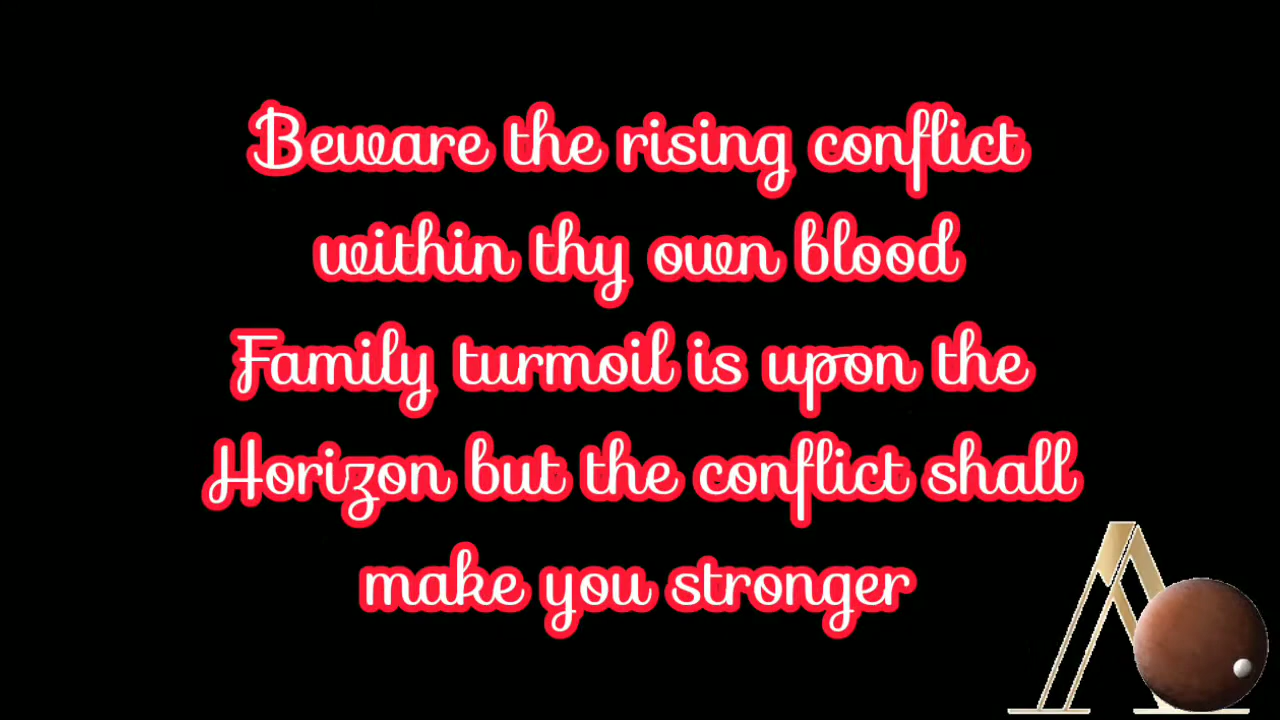 Beware the rising conflict
within thy own blood
Family turmoil is upon the
Horizon but the conflict shall
make you stronger